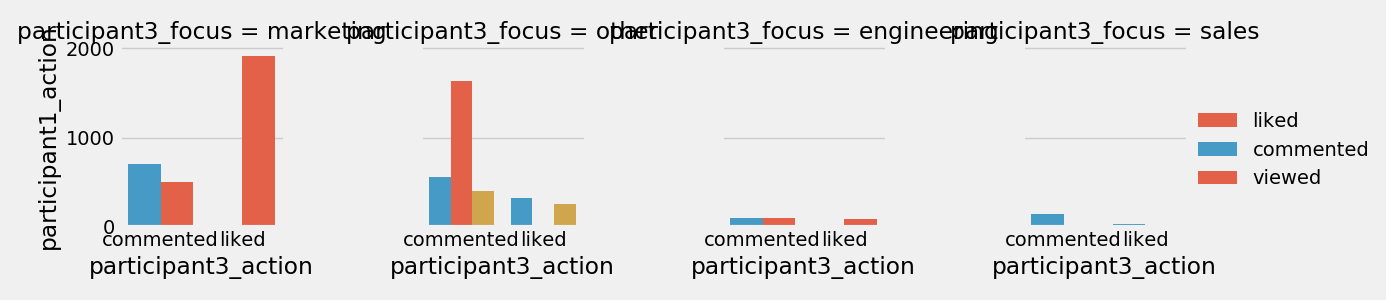 participant3_focus = marketing
participant3_focus = other
participant3_focus = engineering
participant3_focus = sales
participant1_action
2000
1000
0
liked
commented
viewed
commented liked
commented liked
commented liked
commented liked
participant3_action
participant3_action
participant3_action
participant3_action